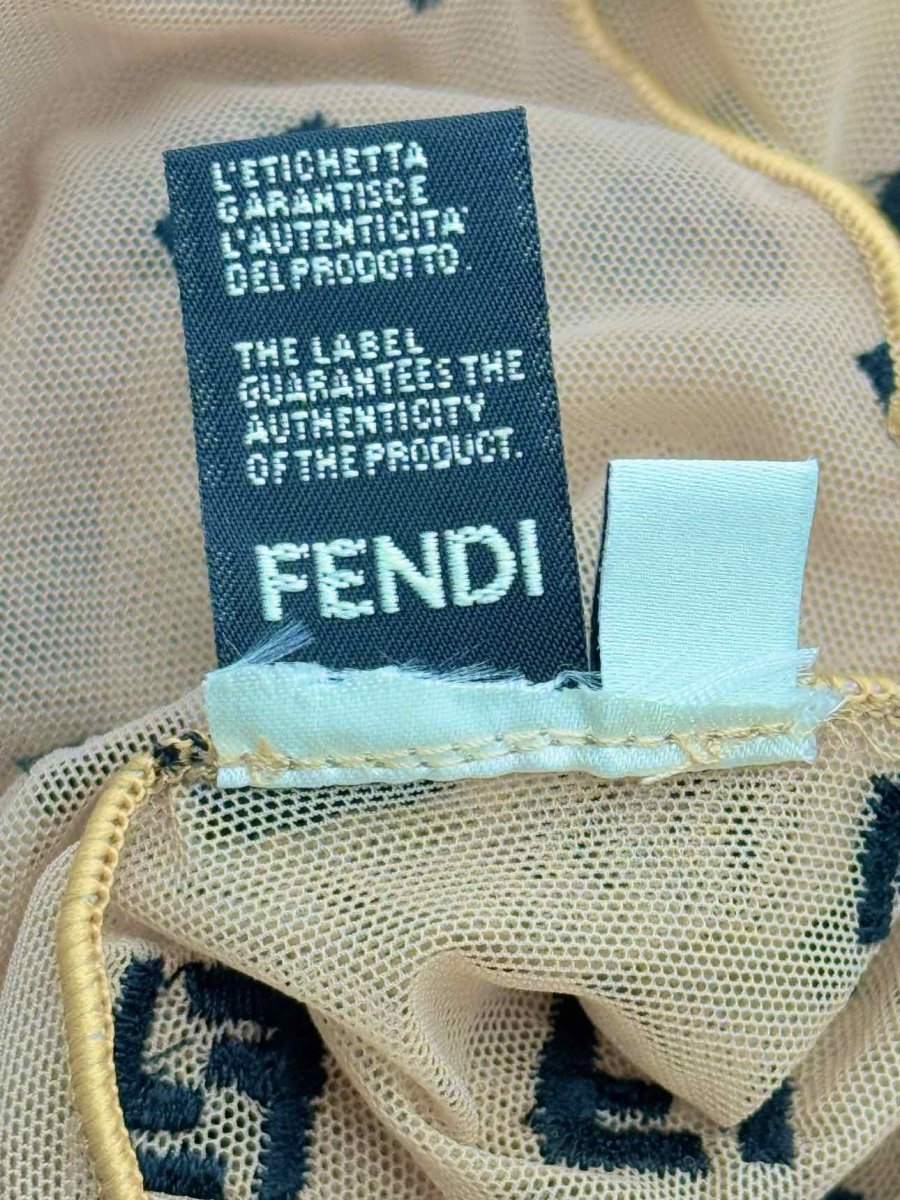 L'ETICHETTA
GARANTISCE
L'AUTENTICITA'
DEL PRODOTTO.
THE LABEL
GUARANTEES THE
AUTHENTICITY
OF THE PRODUCT.
FENDI